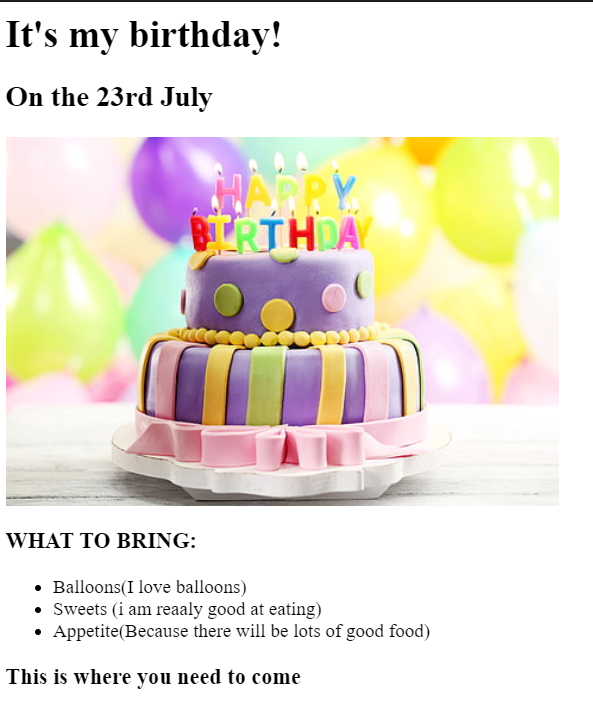 It's my birthday!
On the 23rd July
HAPPY
BIRTHDAY
WHAT TO BRING:
Balloons(I love balloons)
Sweets (i am reaaly good at eating)
Appetite(Because there will be lots of good food)
This is where you need to come